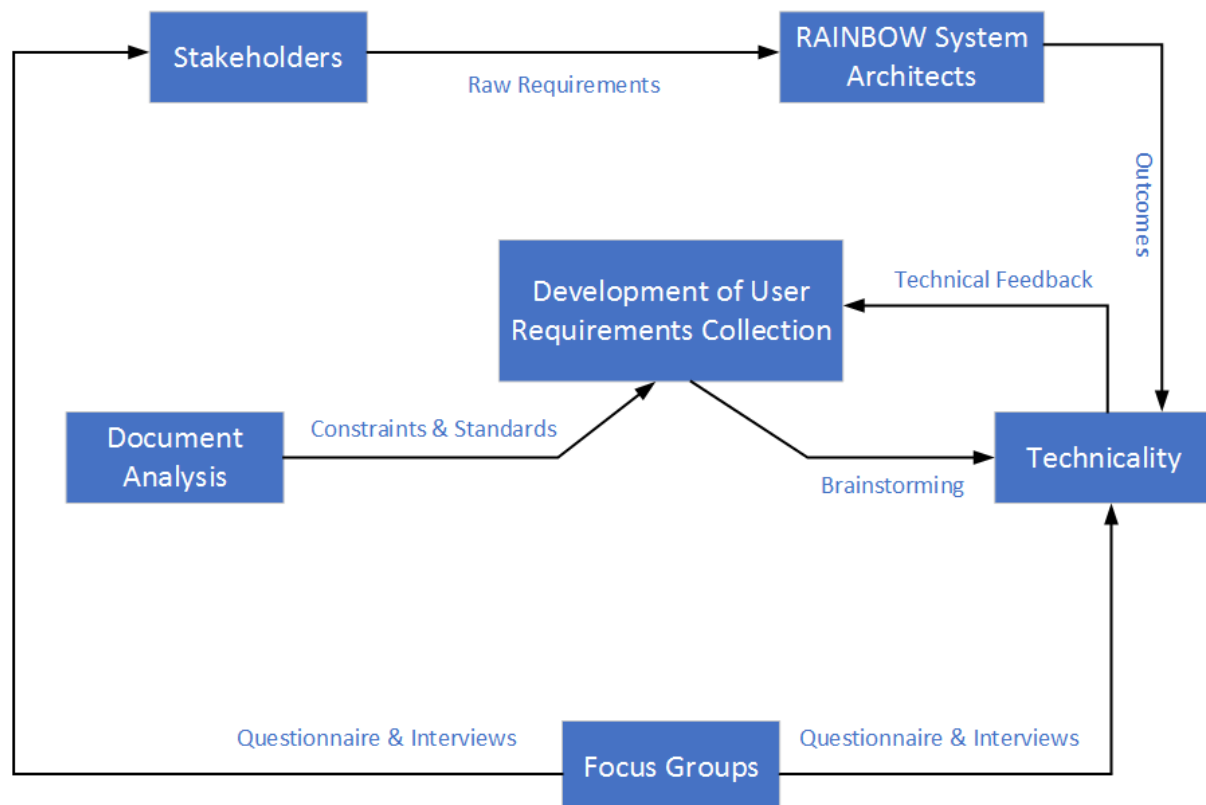 Stakeholders
Raw Requirements
RAINBOW System
Architects
Outcomes
Development of User
Requirements Collection
Technical Feedback
Document
Analysis
Constraints & Standards
Brainstorming
Technicality
Questionnaire & Interviews
Focus Groups
Questionnaire & Interviews